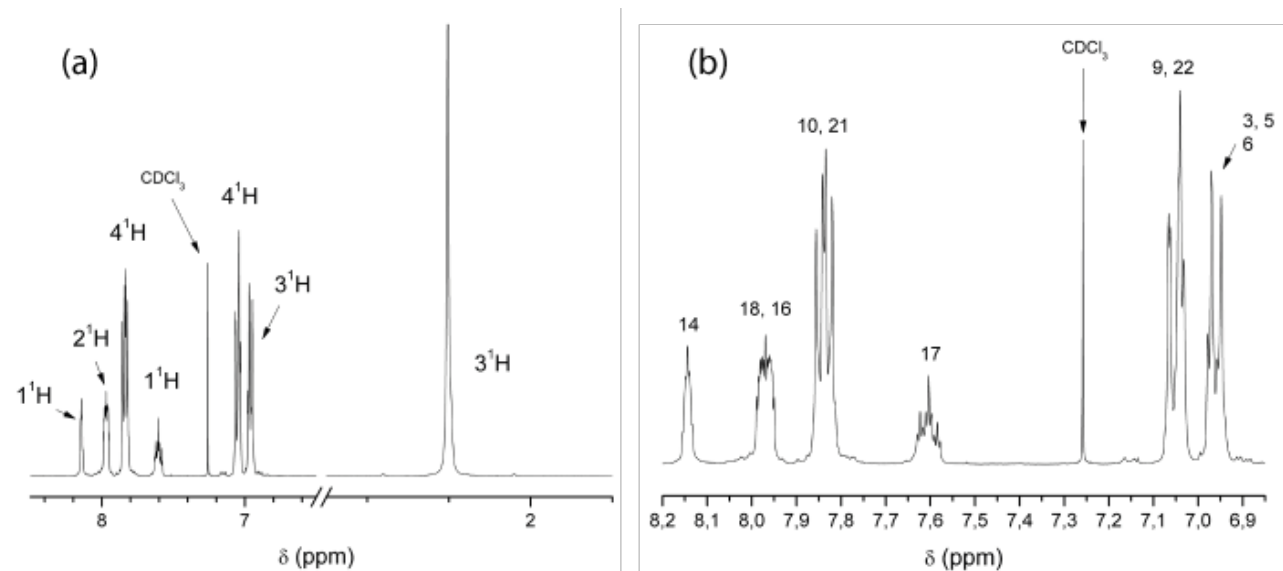 (a)
CDCl₃
4¹H
4¹H
3¹H
2¹H
1¹H
1¹H
3¹H
8
7
2
δ (ppm)
(b)
CDCl₃
9, 22
10, 21
3, 5
6
14
18, 16
17
8,2 8,1 8,0 7,9 7,8 7,7 7,6 7,5 7,4 7,3 7,2 7,1 7,0 6,9
δ (ppm)